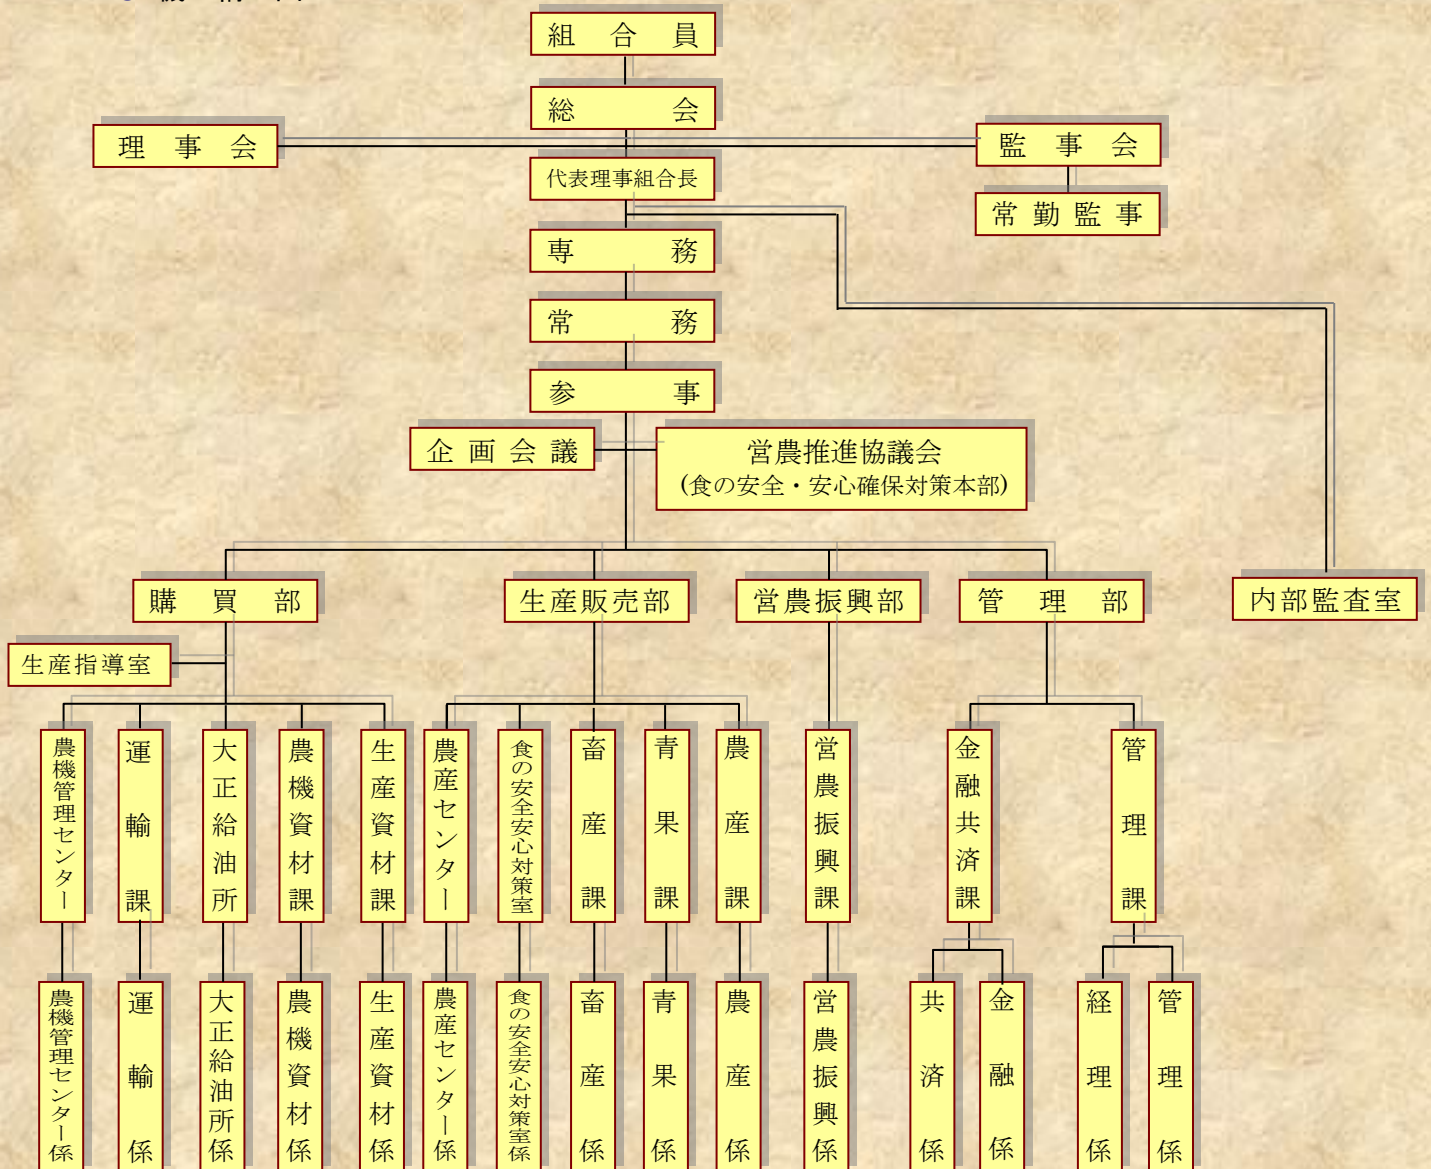 組合員
総会
理事会
監事会
代表理事組合長
常勤監事
専務
常務
参事
企画会議
営農推進協議会
(食の安全・安心確保対策本部)
購買部
生産販売部
営農振興部
管理部
内部監査室
生産指導室
農機管理センター
運輸課
大正給油所
農機資材課
生産資材課
農産センター
食の安全安心対策室
畜産課
青果課
農産課
営農振興課
金融共済課
管理課
農機管理センター係
運輸係
大正給油所係
農機資材係
生産資材係
農産センター係
食の安全安心対策室係
畜産係
青果係
農産係
営農振興係
共済係
金融係
経理係
管理係